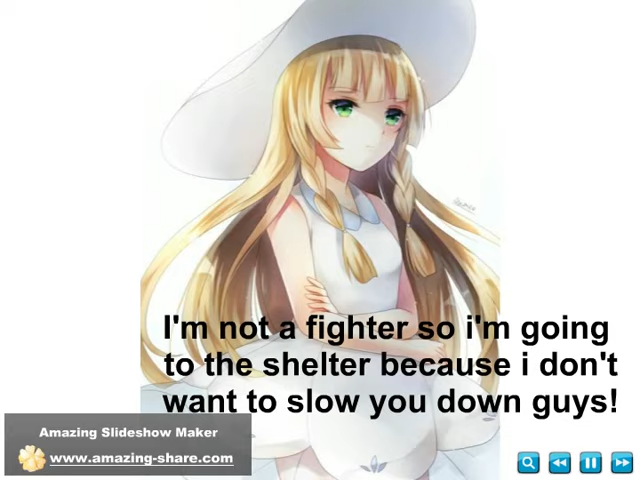 I'm not a fighter so i'm going
to the shelter because i don't
want to slow you down guys!
Amazing Slideshow Maker
www.amazing-share.com